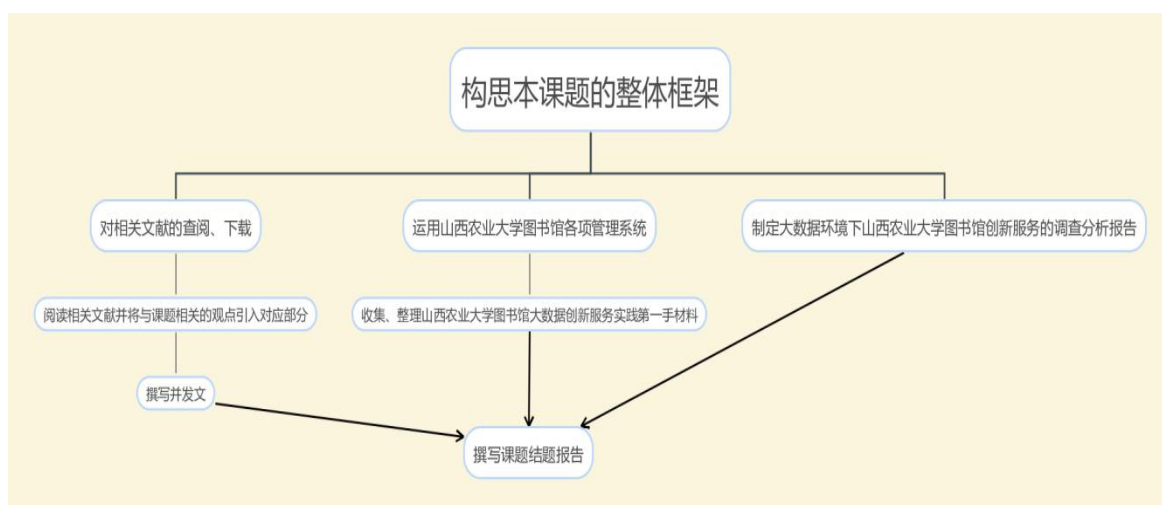 构思本课题的整体框架
对相关文献的查阅、下载
运用山西农业大学图书馆各项管理系统
制定大数据环境下山西农业大学图书馆创新服务的调查分析报告
阅读相关文献并将与课题相关的观点引入对应部分
收集、整理山西农业大学图书馆大数据创新服务实践第一手材料
撰写并发文
撰写课题结题报告